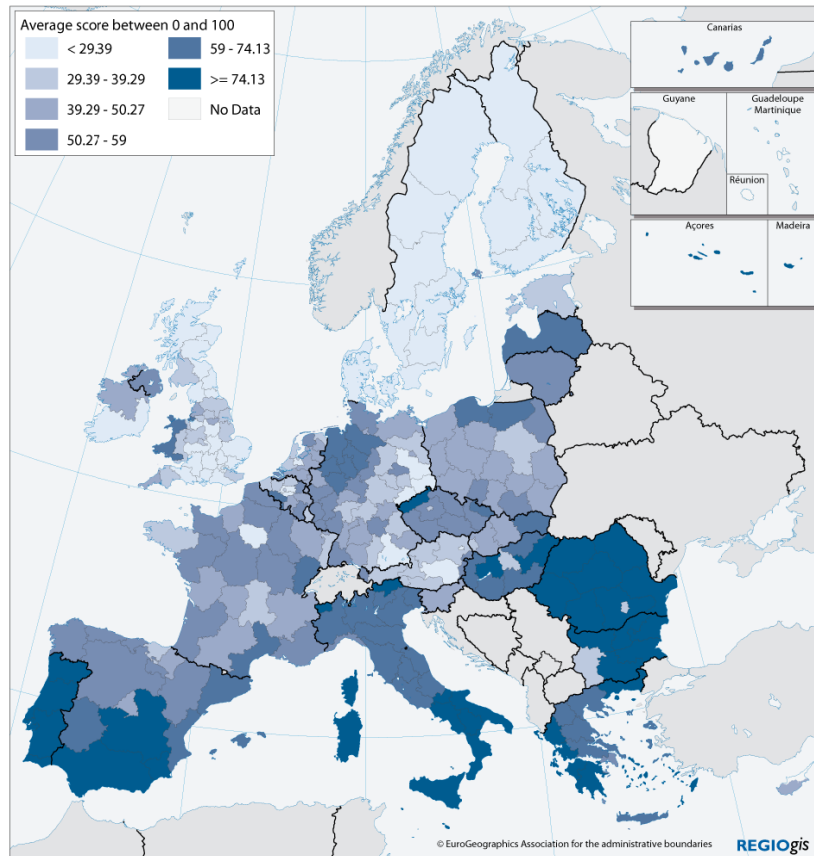 Average score between 0 and 100
< 29.39
29.39 - 39.29
39.29 - 50.27
50.27 - 59
59 - 74.13
>= 74.13
No Data
Canarias
Guyane
Guadeloupe
Martinique
Réunion
Açores
Madeira
© EuroGeographics Association for the administrative boundaries
REGIOgis